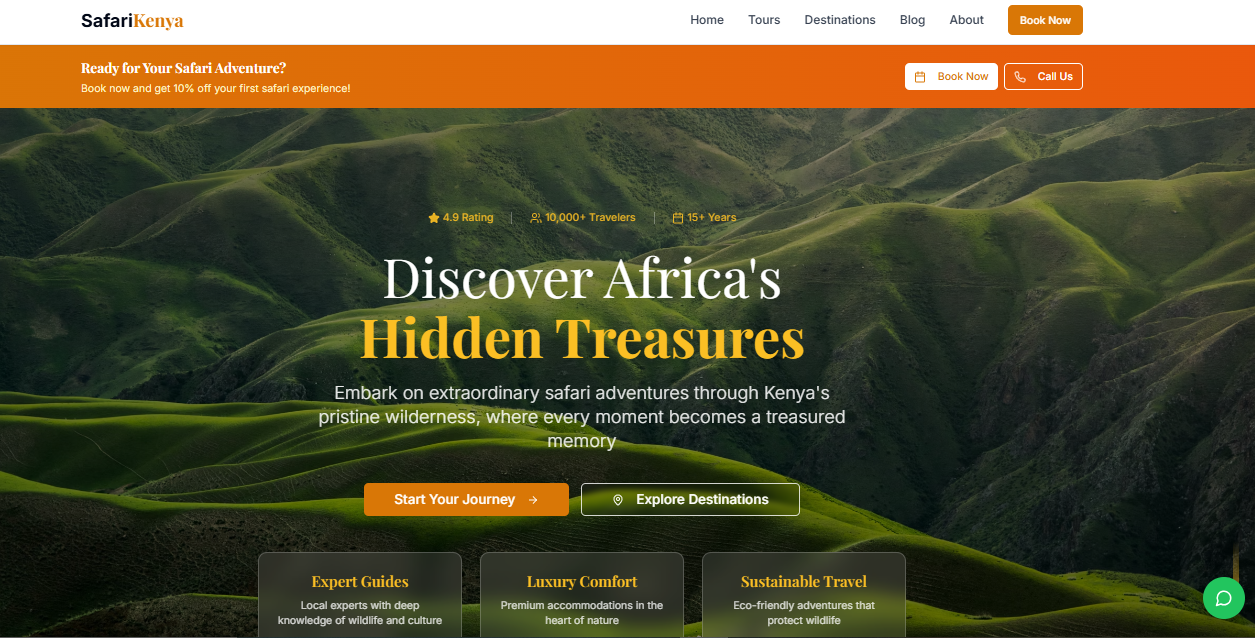 SafariKenya
Home
Tours
Destinations
Blog
About
Book Now
Ready for Your Safari Adventure?
Book now and get 10% off your first safari experience!
Book Now
Call Us
4.9 Rating
10,000+ Travelers
15+ Years
Discover Africa's
Hidden Treasures
Embark on extraordinary safari adventures through Kenya's
pristine wilderness, where every moment becomes a treasured
memory
Start Your Journey
Explore Destinations
Expert Guides
Local experts with deep
knowledge of wildlife and culture
Luxury Comfort
Premium accommodations in the
heart of nature
Sustainable Travel
Eco-friendly adventures that
protect wildlife